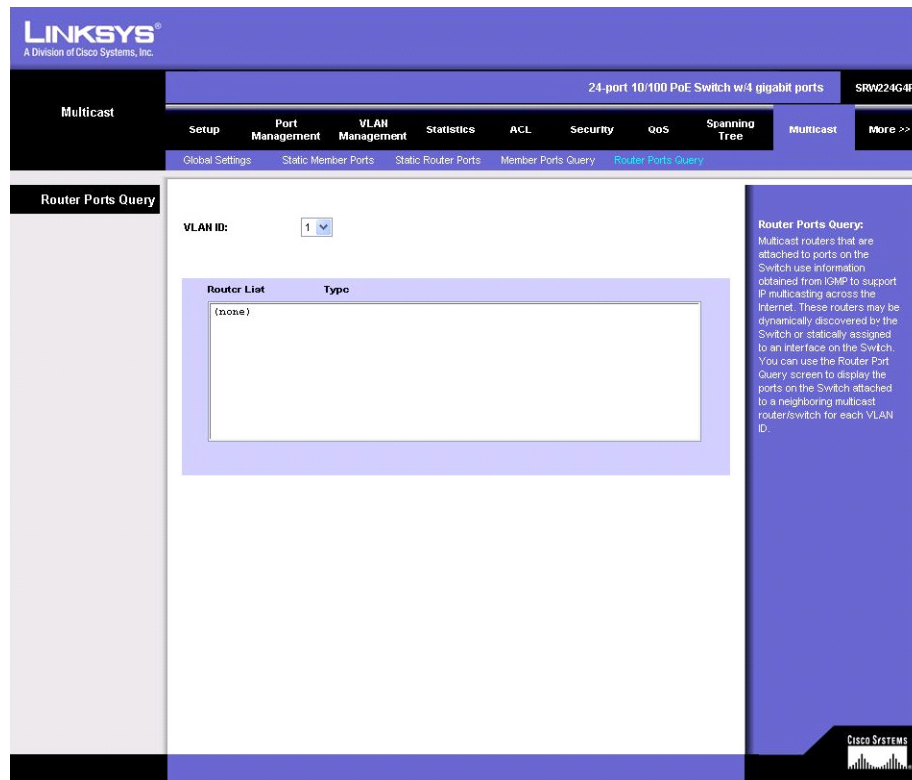 LINKSYS®
A Division of Cisco Systems, Inc.
24-port 10/100 PoE Switch w/4 gigabit ports
SRW224G4P
Multicast
Setup
Port Management
VLAN Management
Statistics
ACL
Security
QoS
Spanning Tree
Multicast
More >>
Global Settings
Static Member Ports
Static Router Ports
Member Ports Query
Router Ports Query
Router Ports Query
VLAN ID:
1
Router List
Type
(none)
Router Ports Query:
Multicast routers that are
attached to ports on the
Switch use information
obtained from IGMP to support
IP multicasting across the
Internet. These routers may be
dynamically discovered by the
Switch or statically assigned
to an interface on the Switch.
You can use the Router Port
Query screen to display the
ports on the Switch attached
to a neighboring multicast
router/switch for each VLAN
ID.
CISCO SYSTEMS